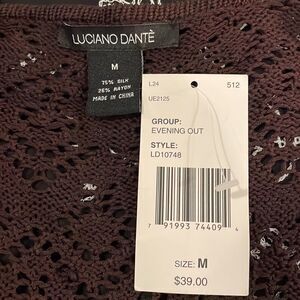 LUCIANO DANTÈ
M
75% SILK
25% RAYON
MADE IN CHINA
L24 512
UE2125
GROUP:
EVENING OUT
STYLE:
LD10748
7 91993 74409 4
SIZE: M
$39.00